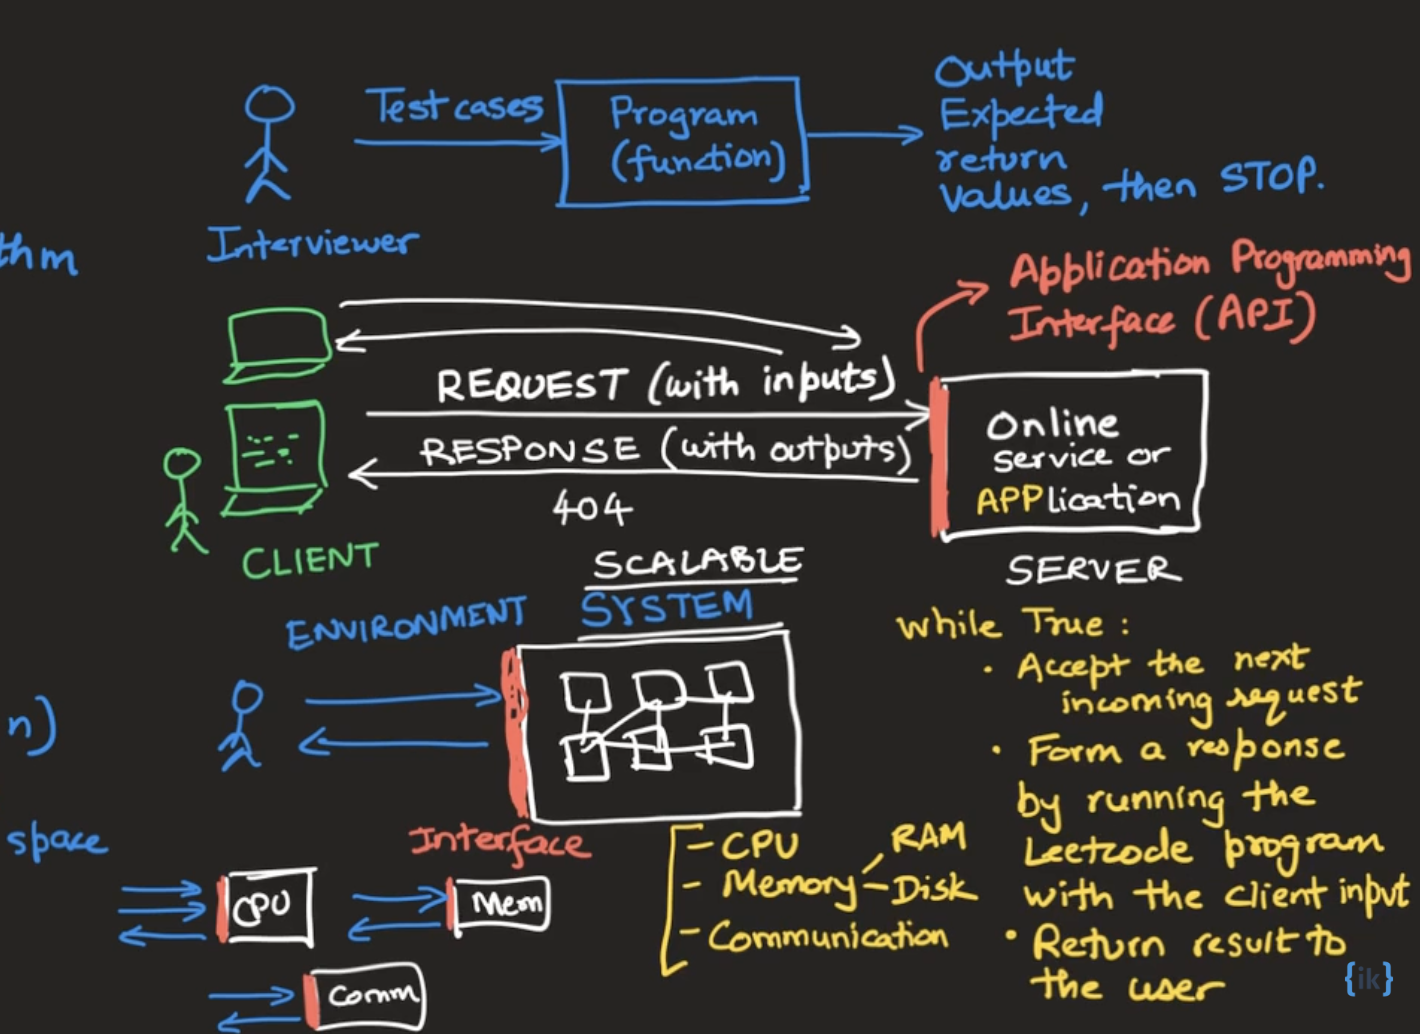 Test cases
Program
(function)
Output
Expected
return
values, then STOP.
Interviewer
thm
Application Programming
Interface (API)
REQUEST (with inputs)
RESPONSE (with outputs)
404
Online
service or
APPlication
CLIENT
SERVER
SCALABLE
SYSTEM
ENVIRONMENT
n)
space
Interface
CPU
Mem
Comm
- CPU
- Memory - RAM
- Disk
- Communication
while True:
• Accept the next
incoming request
• Form a response
by running the
Leetcode program
with the client input
• Return result to
the user
{ik}